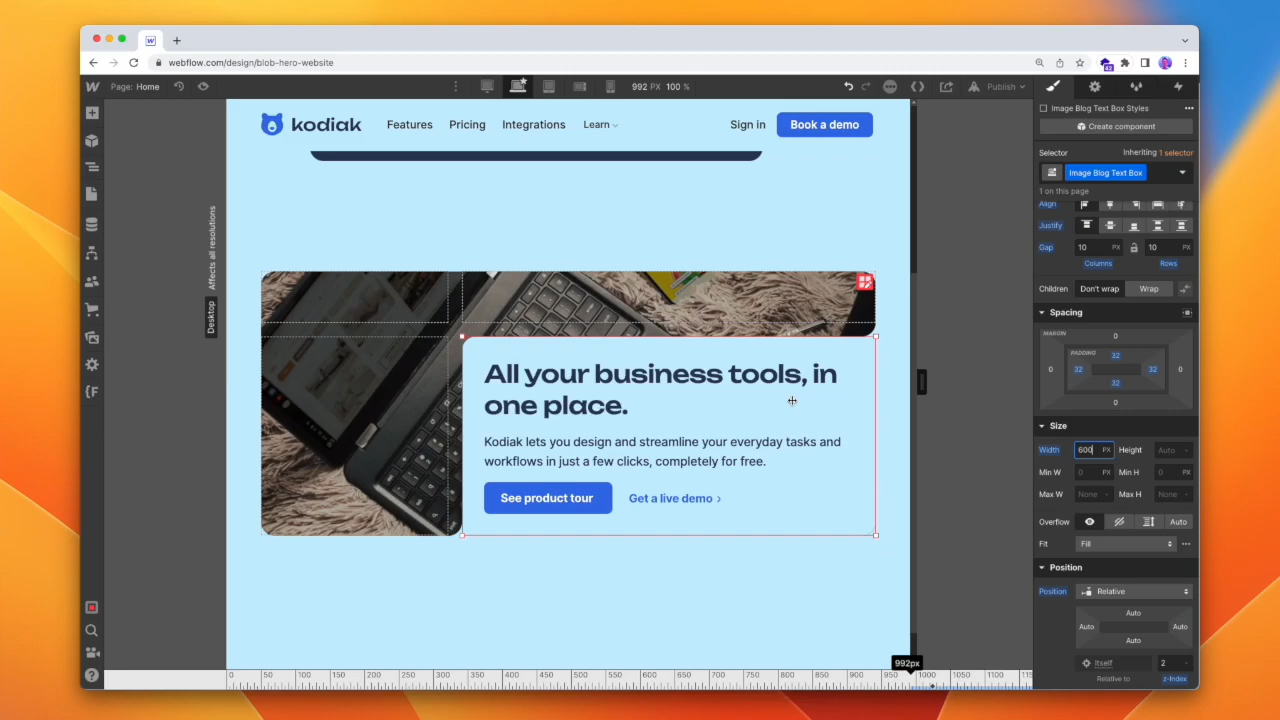 webflow.com/design/blob-hero-website
42
Page: Home
992 PX 100 %
Publish
kodiak
Features
Pricing
Integrations
Learn
Sign in
Book a demo
Affects all resolutions
Desktop
All your business tools, in
one place.
Kodiak lets you design and streamline your everyday tasks and
workflows in just a few clicks, completely for free.
See product tour
Get a live demo ›
992px
0 50 100 150 200 250 300 350 400 450 500 550 600 650 700 750 800 850 900 950 1000 1050 1100 115
Image Blog Text Box Styles
Create component
Selector
Inheriting 1 selector
Image Blog Text Box
1 on this page
Align
Justify
Gap 10 PX 10 PX
Columns Rows
Children Don't wrap Wrap
Spacing
MARGIN
0
PADDING
32
0 32 32 0
32
0
Size
Width 600 PX Height Auto
Min W 0 PX Min H 0 PX
Max W None Max H None
Overflow Auto
Fit Fill
Position
Position Relative
Auto
Auto Auto
Auto
Itself 2
Relative to z-Index